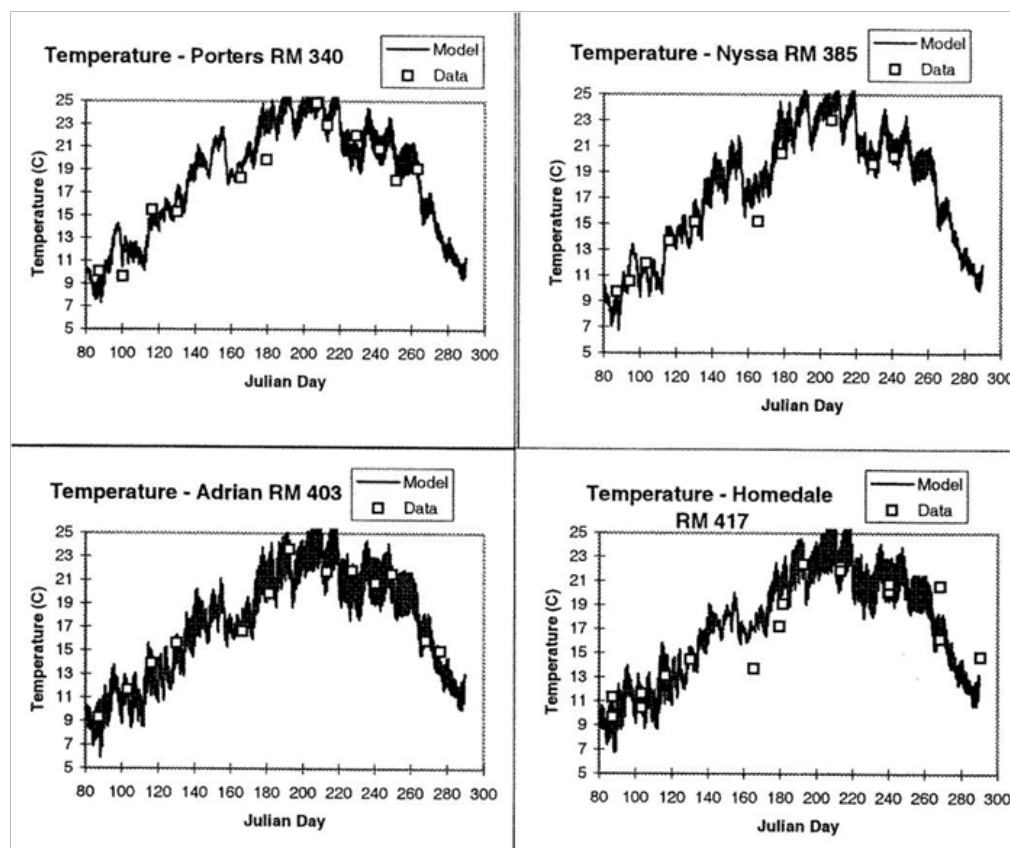 Temperature - Porters RM 340
Model
Data
25
23
21
19
17
15
13
11
9
7
5
Temperature (C)
80 100 120 140 160 180 200 220 240 260 280 300
Julian Day
Temperature - Nyssa RM 385
Model
Data
25
23
21
19
17
15
13
11
9
7
5
Temperature (C)
80 100 120 140 160 180 200 220 240 260 280 300
Julian Day
Temperature - Adrian RM 403
Model
Data
25
23
21
19
17
15
13
11
9
7
5
Temperature (C)
80 100 120 140 160 180 200 220 240 260 280 300
Julian Day
Temperature - Homedale
RM 417
Model
Data
25
23
21
19
17
15
13
11
9
7
5
Temperature (C)
80 100 120 140 160 180 200 220 240 260 280 300
Julian Day